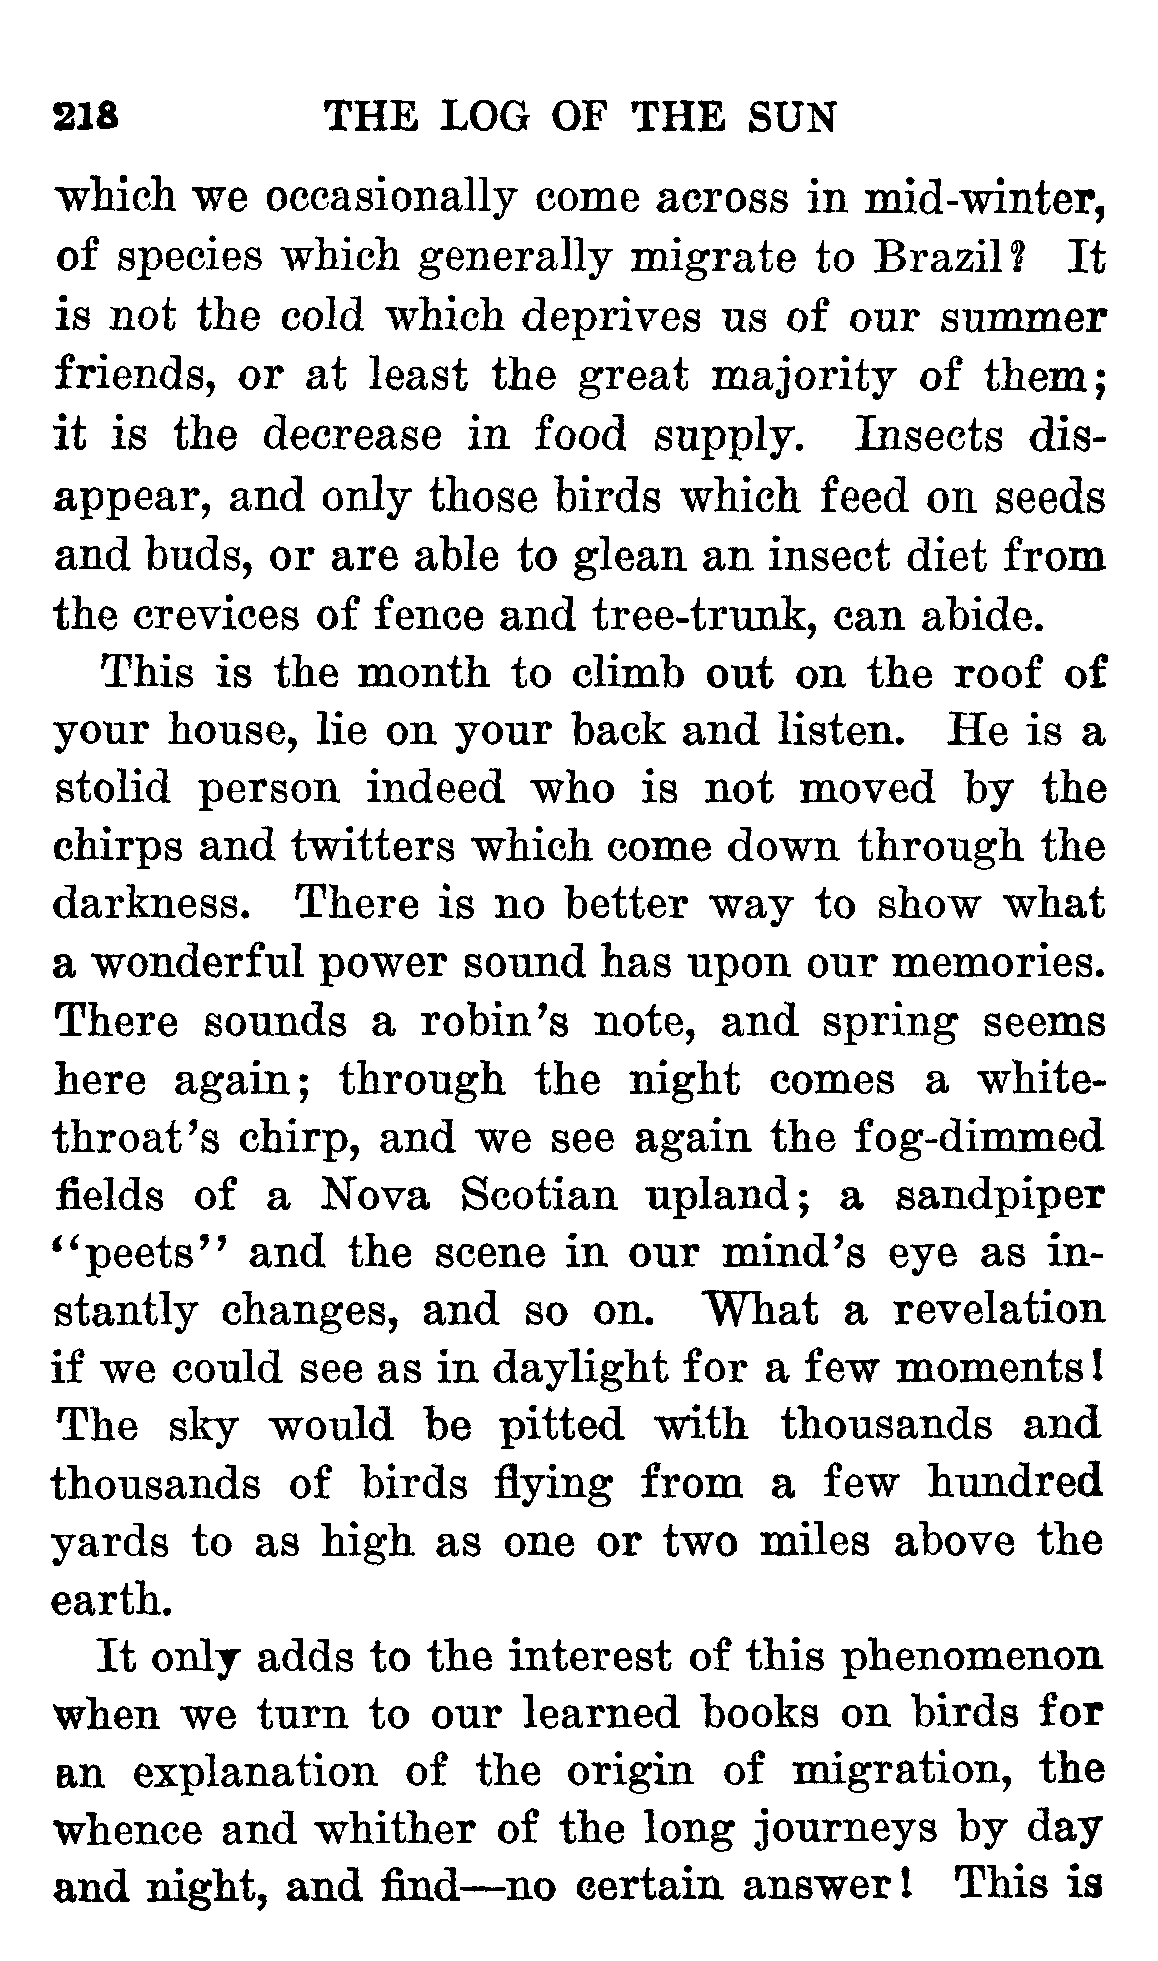 218 THE LOG OF THE SUN
which we occasionally come across in mid-winter,
of species which generally migrate to Brazil? It
is not the cold which deprives us of our summer
friends, or at least the great majority of them;
it is the decrease in food supply. Insects dis-
appear, and only those birds which feed on seeds
and buds, or are able to glean an insect diet from
the crevices of fence and tree-trunk, can abide.
This is the month to climb out on the roof of
your house, lie on your back and listen. He is a
stolid person indeed who is not moved by the
chirps and twitters which come down through the
darkness. There is no better way to show what
a wonderful power sound has upon our memories.
There sounds a robin's note, and spring seems
here again; through the night comes a white-
throat's chirp, and we see again the fog-dimmed
fields of a Nova Scotian upland; a sandpiper
"peets" and the scene in our mind's eye as in-
stantly changes, and so on. What a revelation
if we could see as in daylight for a few moments!
The sky would be pitted with thousands and
thousands of birds flying from a few hundred
yards to as high as one or two miles above the
earth.
It only adds to the interest of this phenomenon
when we turn to our learned books on birds for
an explanation of the origin of migration, the
whence and whither of the long journeys by day
and night, and find—no certain answer! This is